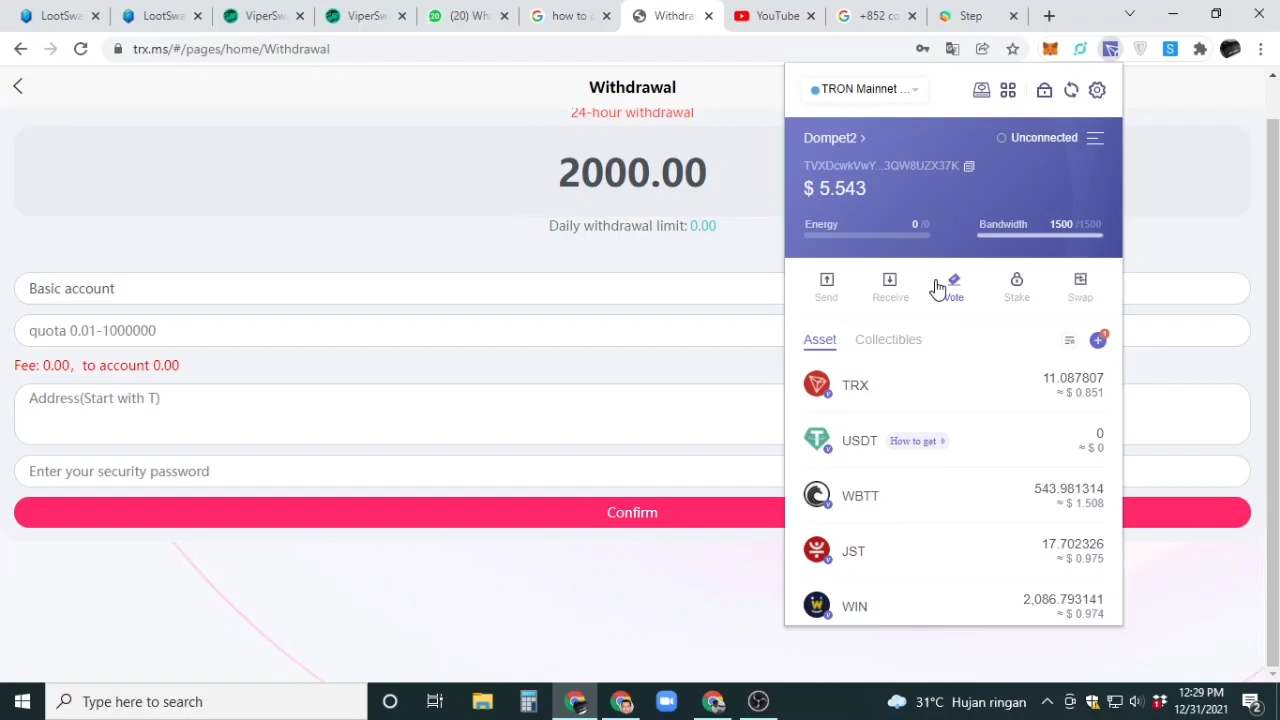 LootSwa
LootSwa
ViperSw
ViperSw
(20) Wh
how to c
Withdra
YouTube
+852 co
Step
trx.ms/#/pages/home/Withdrawal
Withdrawal
24-hour withdrawal
2000.00
Daily withdrawal limit: 0.00
Basic account
quota 0.01-1000000
Fee: 0.00, to account 0.00
Address(Start with T)
Enter your security password
Confirm
TRON Mainnet ...
Dompet2 >
Unconnected
TVXDcwkVwY...3QW8UZX37K
$ 5.543
Energy 0 /0
Bandwidth 1500 /1500
Send
Receive
Vote
Stake
Swap
Asset
Collectibles
1
TRX
11.087807
≈ $ 0.851
USDT
How to get
0
≈ $ 0
WBTT
543.981314
≈ $ 1.508
JST
17.702326
≈ $ 0.975
WIN
2,086.793141
≈ $ 0.974
Type here to search
31°C Hujan ringan
12:29 PM
12/31/2021
2